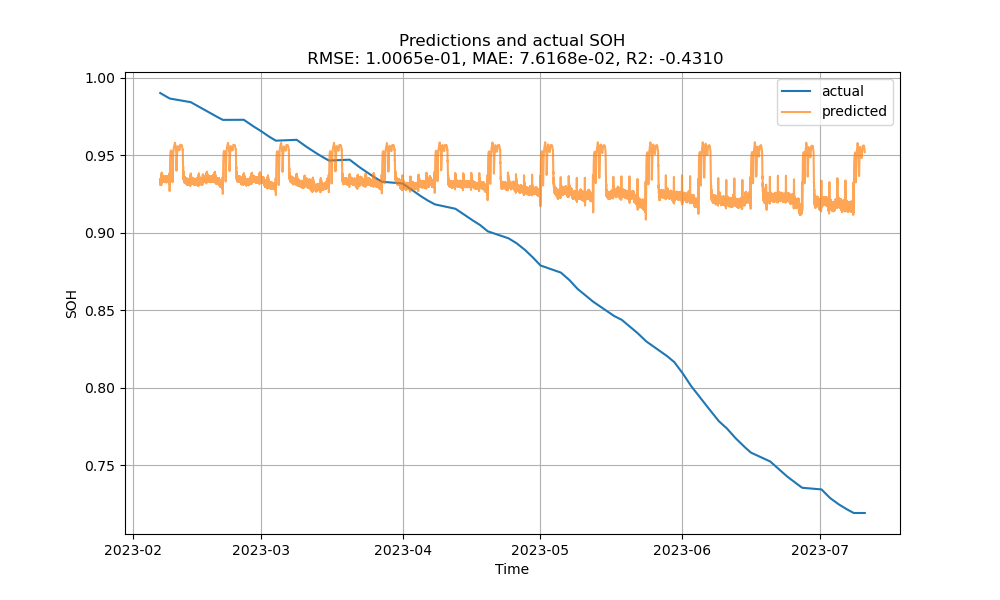 Predictions and actual SOH
RMSE: 1.0065e-01, MAE: 7.6168e-02, R2: -0.4310
actual
predicted
SOH
1.00
0.95
0.90
0.85
0.80
0.75
2023-02
2023-03
2023-04
2023-05
2023-06
2023-07
Time